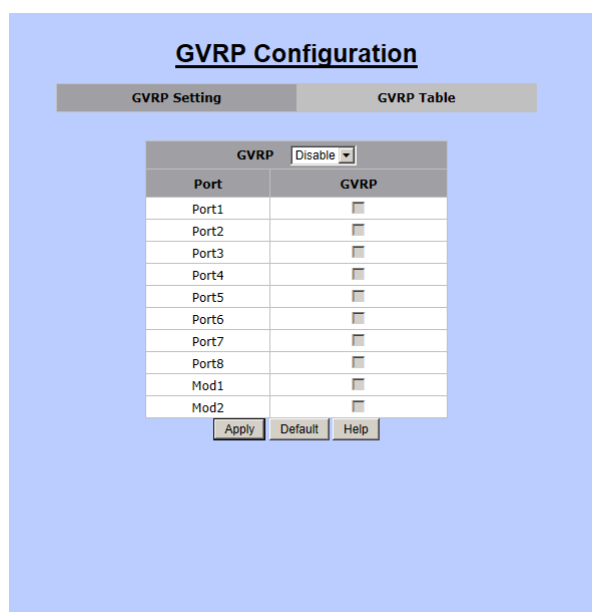 GVRP Configuration
GVRP Setting GVRP Table
GVRP Disable
Port GVRP
Port1
Port2
Port3
Port4
Port5
Port6
Port7
Port8
Mod1
Mod2
Apply Default Help